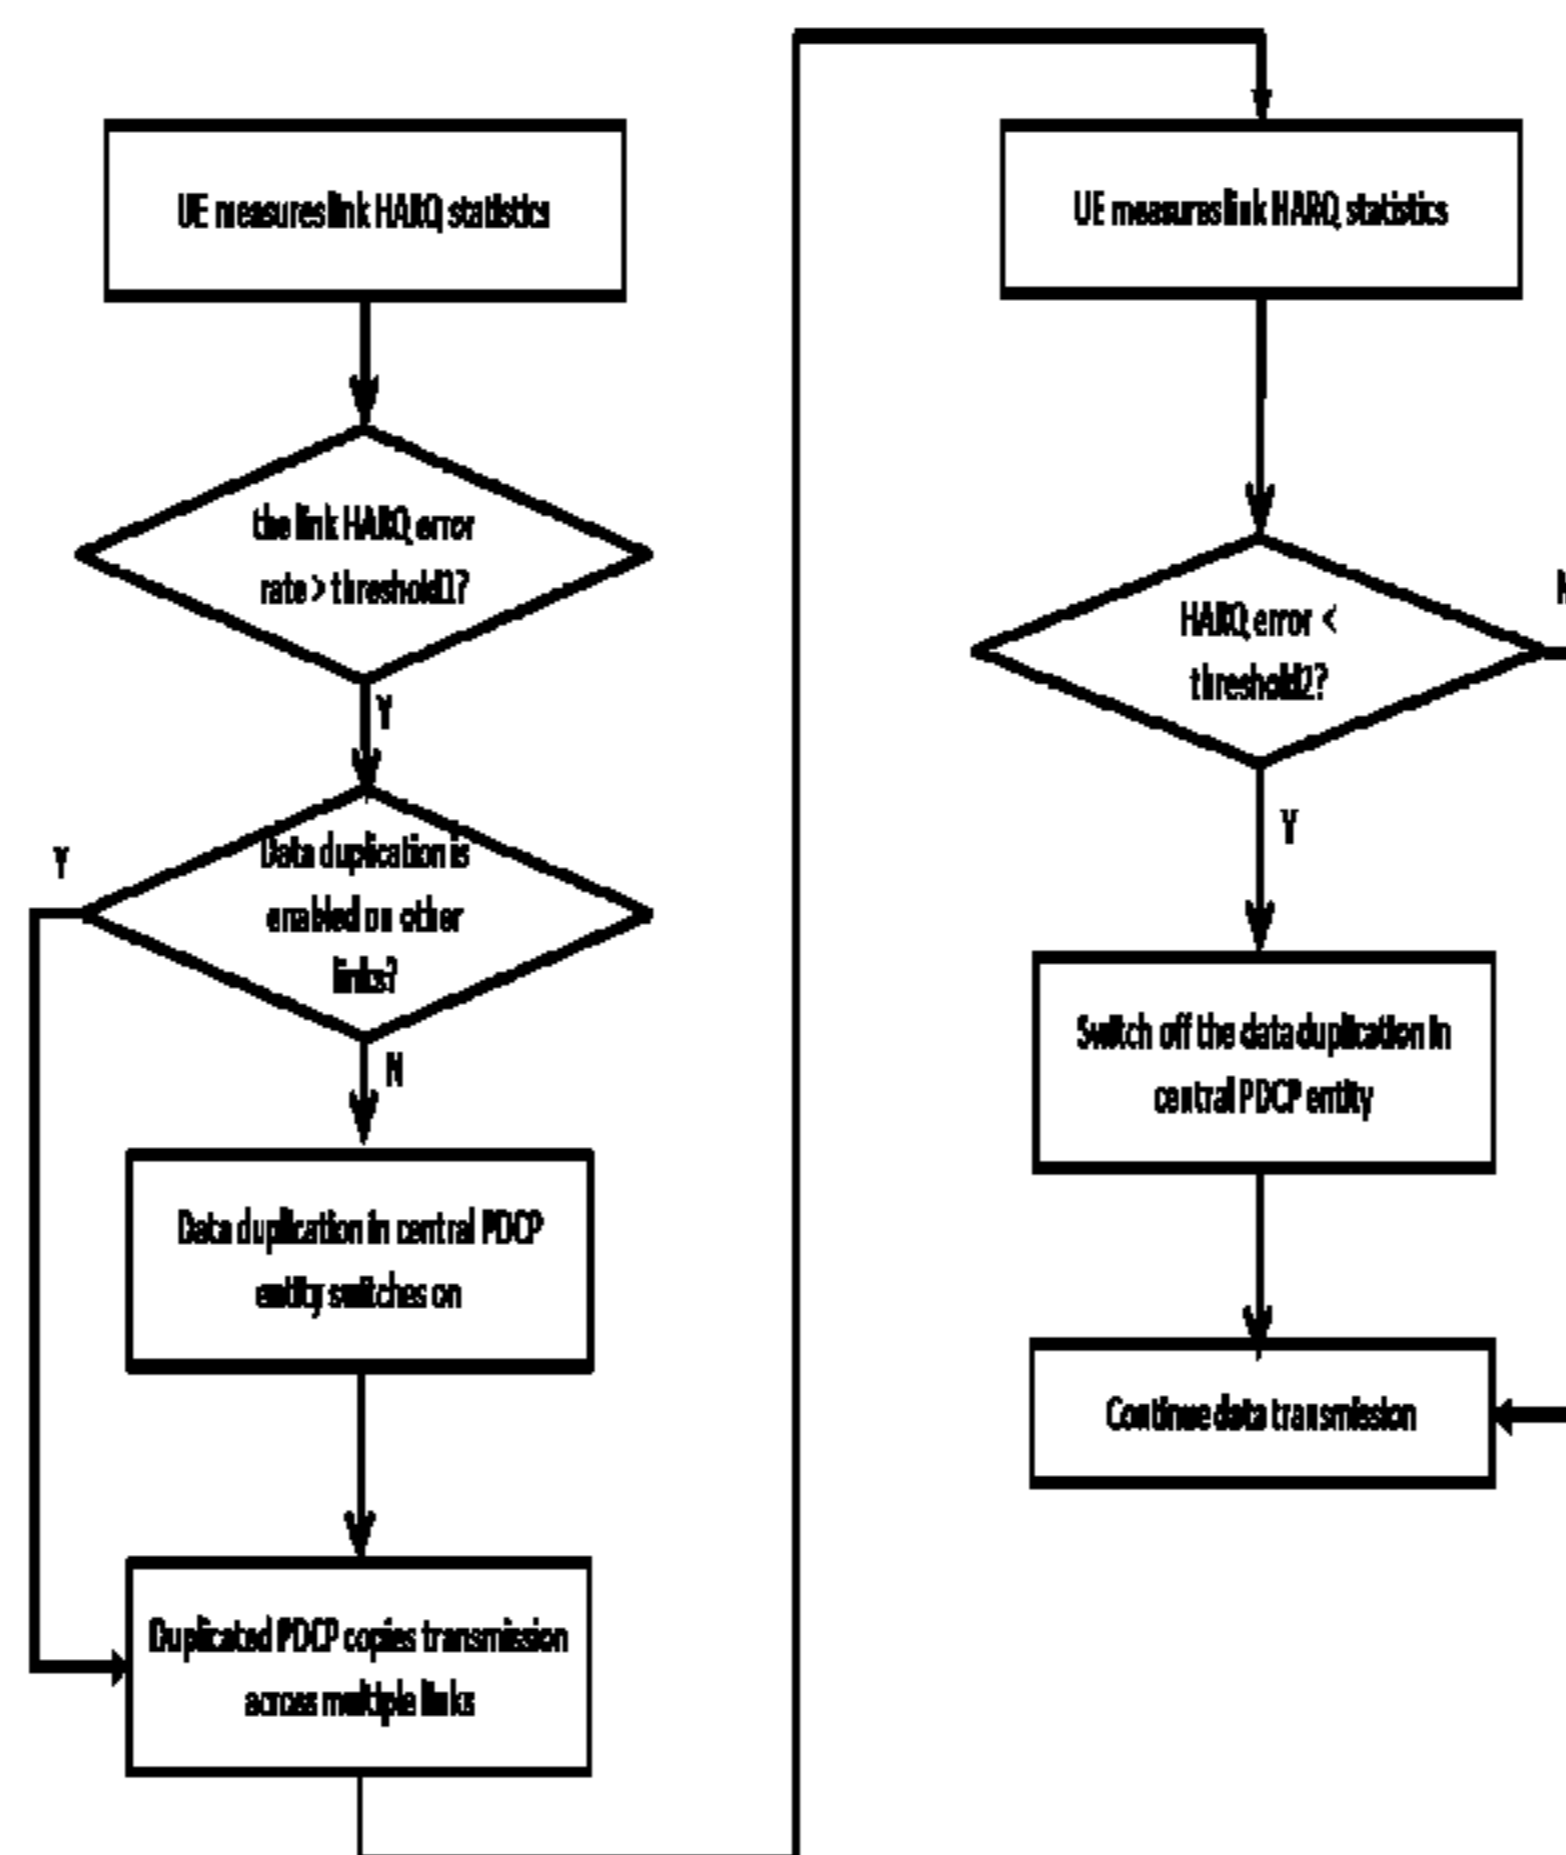 UE measures link HARQ statistics
the link HARQ error
rate > threshold1?
Y
Data duplication is
enabled on other
links?
Y
N
Data duplication in central PDCP
entity switches on
Duplicated PDCP copies transmission
across multiple links
UE measures link HARQ statistics
HARQ error <
threshold2?
Y
Switch off the data duplication in
central PDCP entity
Continue data transmission